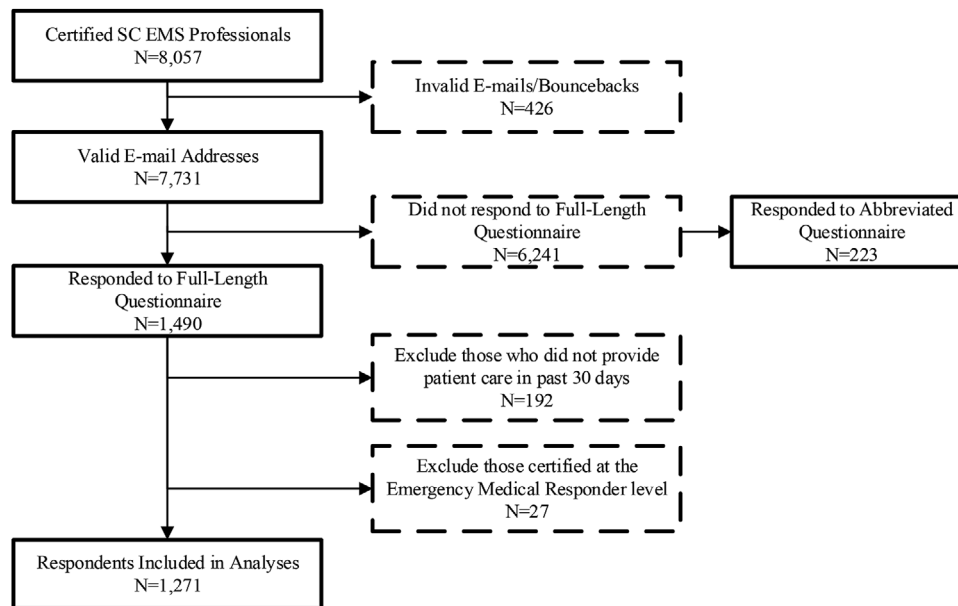 Certified SC EMS Professionals
N=8,057
Invalid E-mails/Bouncebacks
N=426
Valid E-mail Addresses
N=7,731
Did not respond to Full-Length
Questionnaire
N=6,241
Responded to Abbreviated
Questionnaire
N=223
Responded to Full-Length
Questionnaire
N=1,490
Exclude those who did not provide
patient care in past 30 days
N=192
Exclude those certified at the
Emergency Medical Responder level
N=27
Respondents Included in Analyses
N=1,271